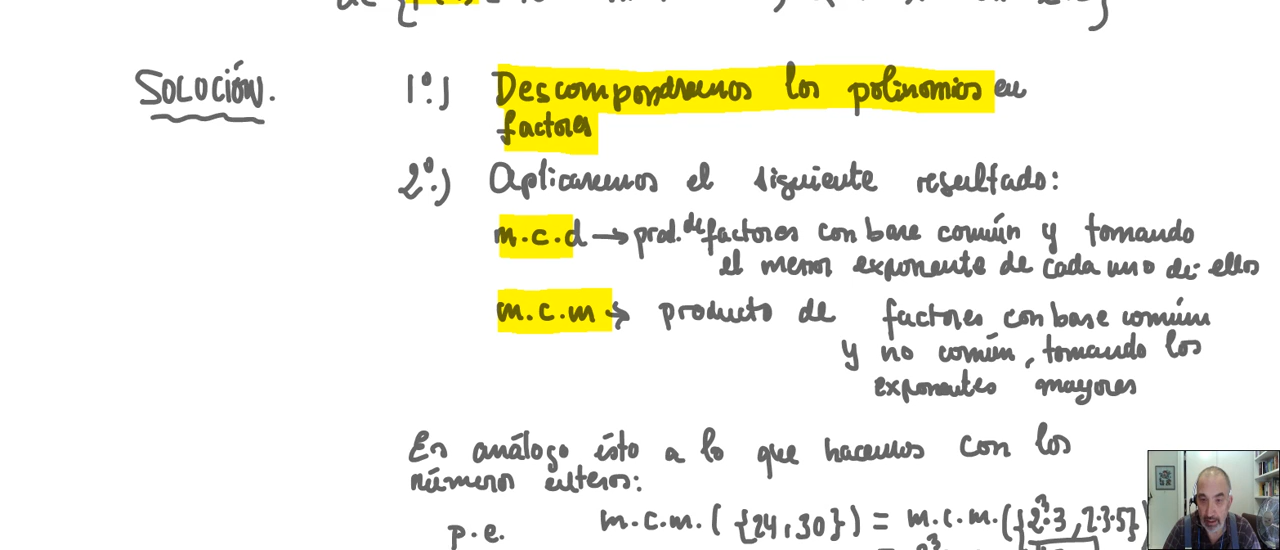 SOLUCIÓN. 1º.) Descompondremos los polinomios en
factores
2º.) Aplicaremos el siguiente resultado:
m.c.d → prod. de factores con base común y tomando
el menor exponente de cada uno de ellos
m.c.m → producto de factores con base común
y no común, tomando los
exponentes mayores
Es análogo ésto a lo que hacemos con los
números enteros:
p.e. m.c.m. ( {24, 30} ) = m.c.m. ( {2³·3, 2·3·5} )